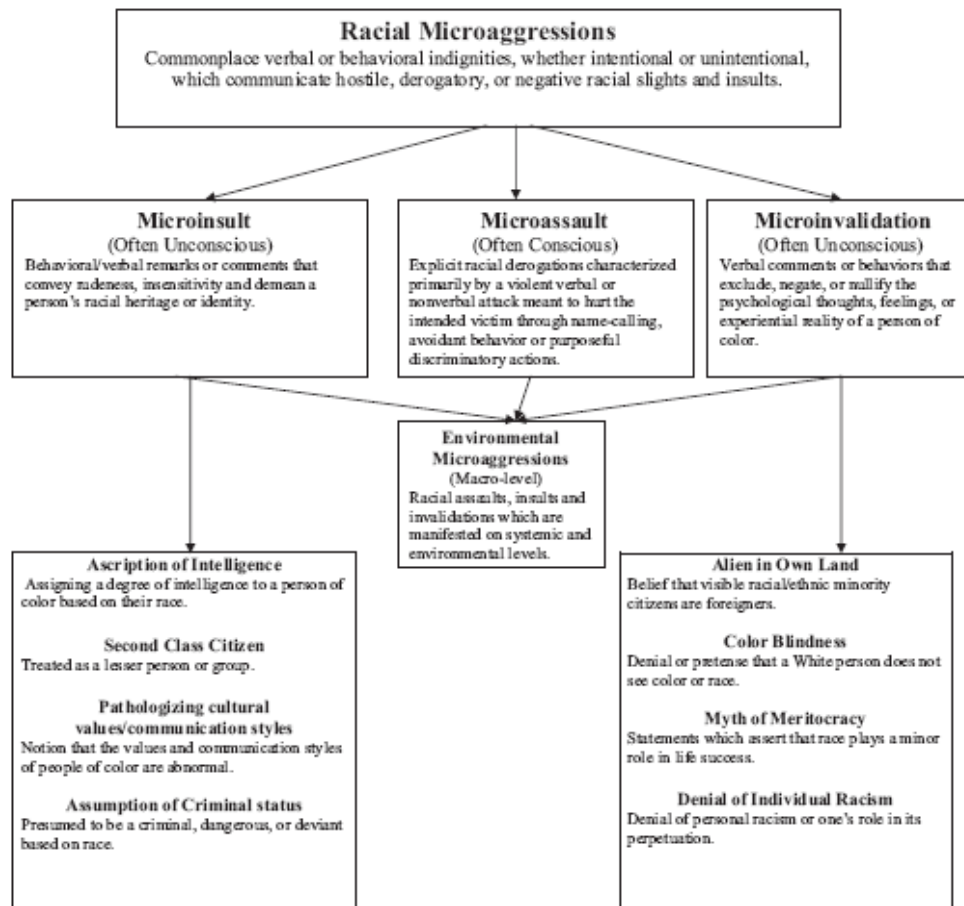 Racial Microaggressions
Commonplace verbal or behavioral indignities, whether intentional or unintentional,
which communicate hostile, derogatory, or negative racial slights and insults.
Microinsult
(Often Unconscious)
Behavioral/verbal remarks or comments that
convey rudeness, insensitivity and demean a
person's racial heritage or identity.
Microassault
(Often Conscious)
Explicit racial derogations characterized
primarily by a violent verbal or
nonverbal attack meant to hurt the
intended victim through name-calling,
avoidant behavior or purposeful
discriminatory actions.
Microinvalidation
(Often Unconscious)
Verbal comments or behaviors that
exclude, negate, or nullify the
psychological thoughts, feelings, or
experiential reality of a person of
color.
Environmental
Microaggressions
(Macro-level)
Racial assaults, insults and
invalidations which are
manifested on systemic and
environmental levels.
Ascription of Intelligence
Assigning a degree of intelligence to a person of
color based on their race.
Second Class Citizen
Treated as a lesser person or group.
Pathologizing cultural
values/communication styles
Notion that the values and communication styles
of people of color are abnormal.
Assumption of Criminal status
Presumed to be a criminal, dangerous, or deviant
based on race.
Alien in Own Land
Belief that visible racial/ethnic minority
citizens are foreigners.
Color Blindness
Denial or pretense that a White person does not
see color or race.
Myth of Meritocracy
Statements which assert that race plays a minor
role in life success.
Denial of Individual Racism
Denial of personal racism or one's role in its
perpetuation.